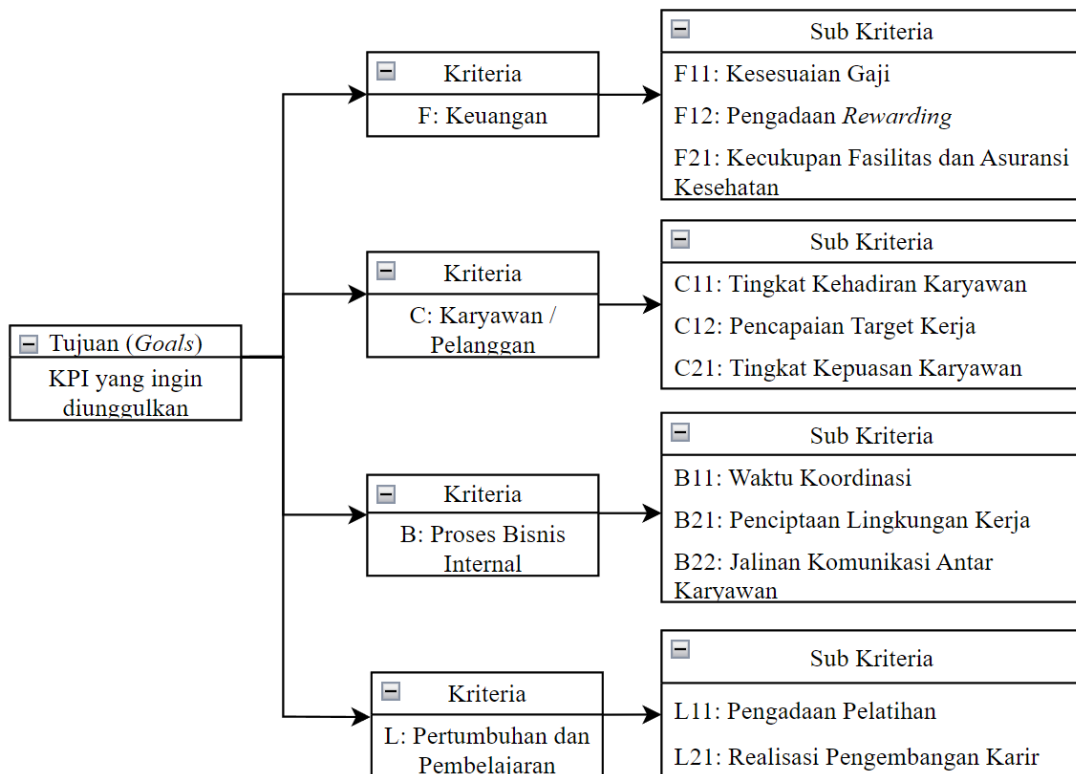 Tujuan (Goals)
KPI yang ingin
diunggulkan
Kriteria
F: Keuangan
Sub Kriteria
F11: Kesesuaian Gaji
F12: Pengadaan Rewarding
F21: Kecukupan Fasilitas dan Asuransi
Kesehatan
Kriteria
C: Karyawan /
Pelanggan
Sub Kriteria
C11: Tingkat Kehadiran Karyawan
C12: Pencapaian Target Kerja
C21: Tingkat Kepuasan Karyawan
Kriteria
B: Proses Bisnis
Internal
Sub Kriteria
B11: Waktu Koordinasi
B21: Penciptaan Lingkungan Kerja
B22: Jalinan Komunikasi Antar
Karyawan
Kriteria
L: Pertumbuhan dan
Pembelajaran
Sub Kriteria
L11: Pengadaan Pelatihan
L21: Realisasi Pengembangan Karir